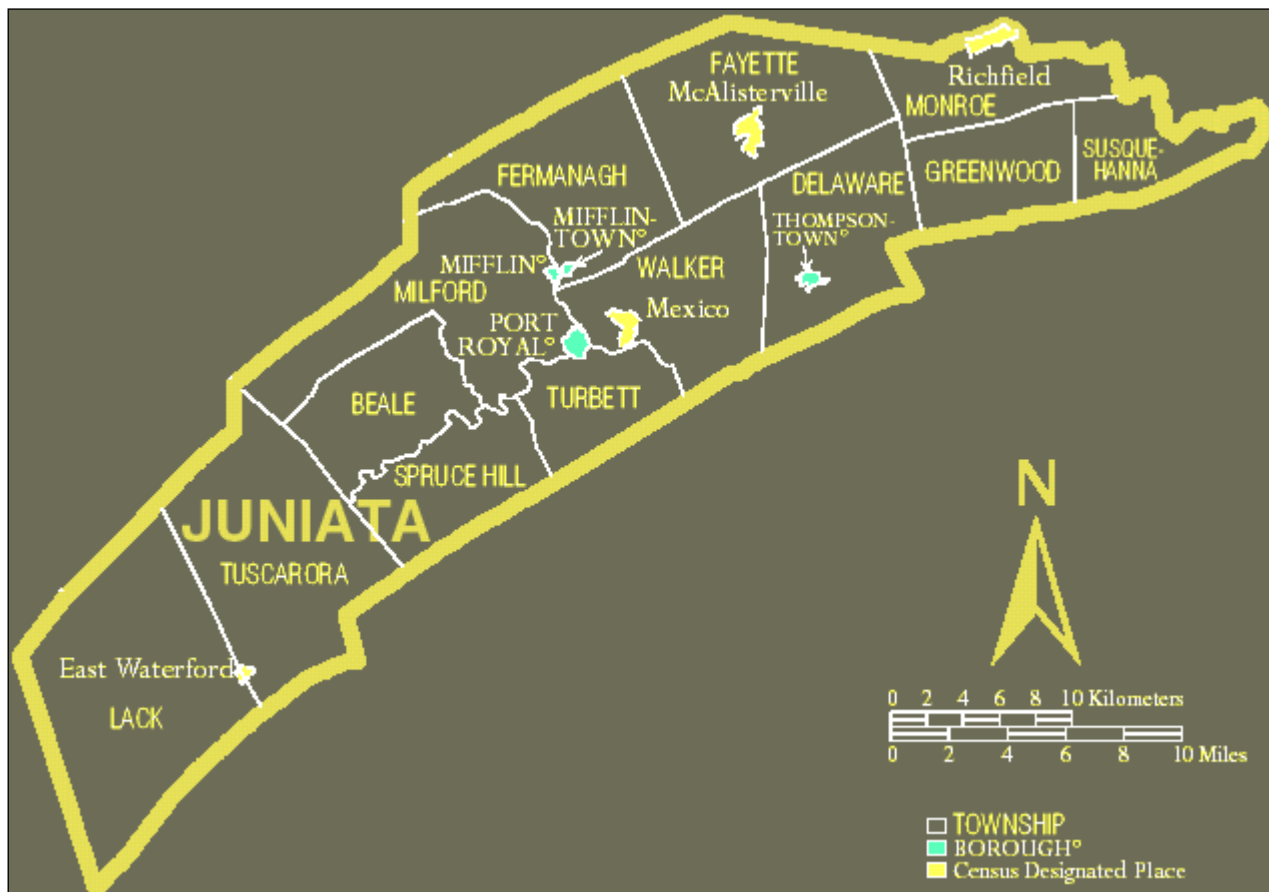 FAYETTE
McAlisterville
Richfield
MONROE
SUSQUE-
HANNA
GREENWOOD
DELAWARE
FERMANAGH
MIFFLIN-
TOWN°
THOMPSON-
TOWN°
MIFFLIN°
WALKER
MILFORD
Mexico
PORT
ROYAL°
BEALE
TURBETT
SPRUCE HILL
JUNIATA
TUSCARORA
East Waterford
LACK
N
0 2 4 6 8 10 Kilometers
0 2 4 6 8 10 Miles
TOWNSHIP
BOROUGH°
Census Designated Place